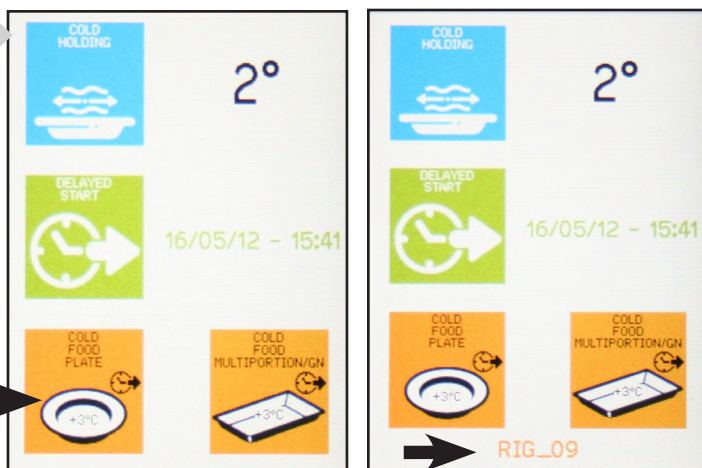 COLD
HOLDING
2°
DELAYED
START
16/05/12 - 15:41
COLD
FOOD
PLATE
+3°C
COLD
FOOD
MULTIPORTION/GN
+3°C
COLD
HOLDING
2°
DELAYED
START
16/05/12 - 15:41
COLD
FOOD
PLATE
+3°C
COLD
FOOD
MULTIPORTION/GN
+3°C
RIG_09